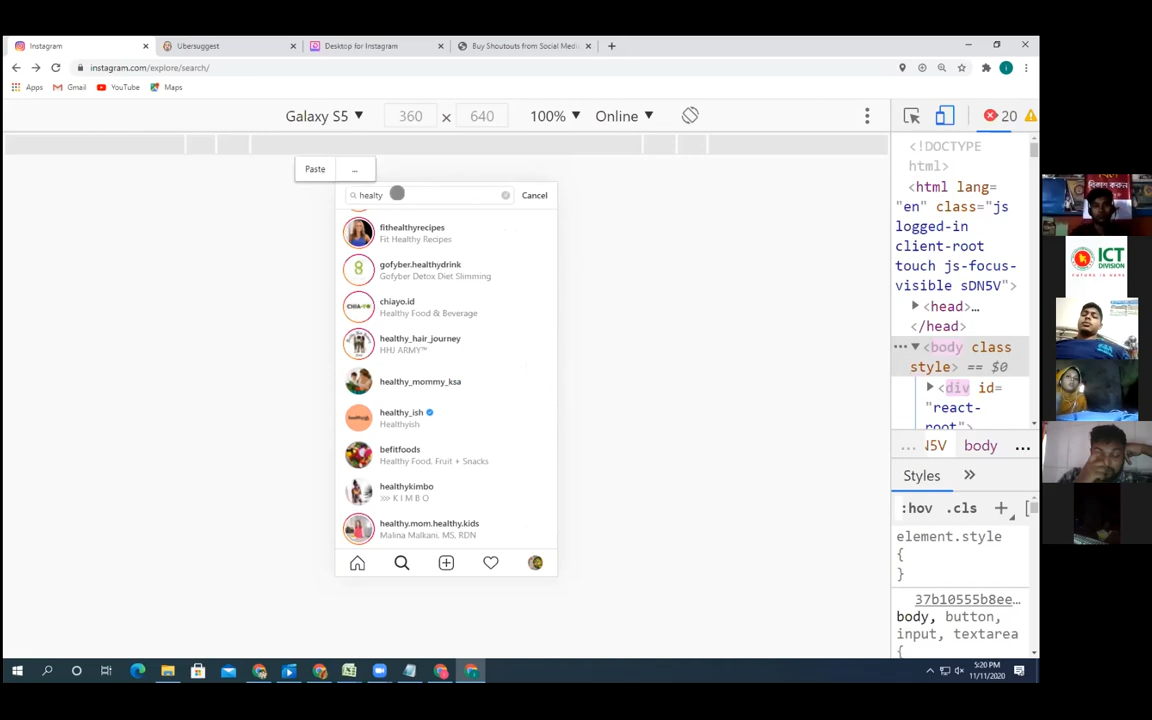 Instagram
Ubersuggest
Desktop for Instagram
Buy Shoutouts from Social Medi
instagram.com/explore/search/
Apps
Gmail
YouTube
Maps
Galaxy S5
360
×
640
100%
Online
20
Paste
...
healty
Cancel
fithealthyrecipes
Fit Healthy Recipes
gofyber.healthydrink
Gofyber Detox Diet Slimming
chiayo.id
Healthy Food & Beverage
healthy_hair_journey
HHJ ARMY™
healthy_mommy_ksa
healthy_ish
Healthyish
befitfoods
Healthy Food. Fruit + Snacks
healthykimbo
>>> K I M B O
healthy.mom.healthy.kids
Malina Malkani, MS, RDN
<!DOCTYPE
html>
<html lang=
"en" class="js
logged-in
client-root
touch js-focus-
visible sDN5V">
<head>…
</head>
<body class
style> == $0
<div id=
"react-
root">
... N5V body ...
Styles
:hov .cls
element.style
{
}
37b10555b8ee…
body, button,
input, textarea
{
ICT
DIVISION
FUTURE IS HERE
5:20 PM
11/11/2020